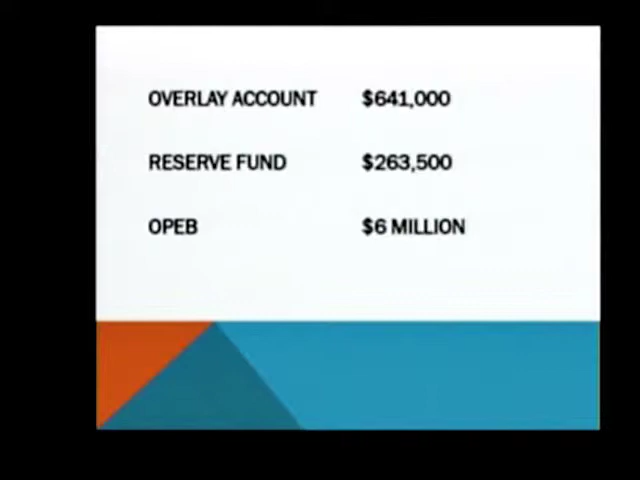 OVERLAY ACCOUNT $641,000
RESERVE FUND $263,500
OPEB $6 MILLION